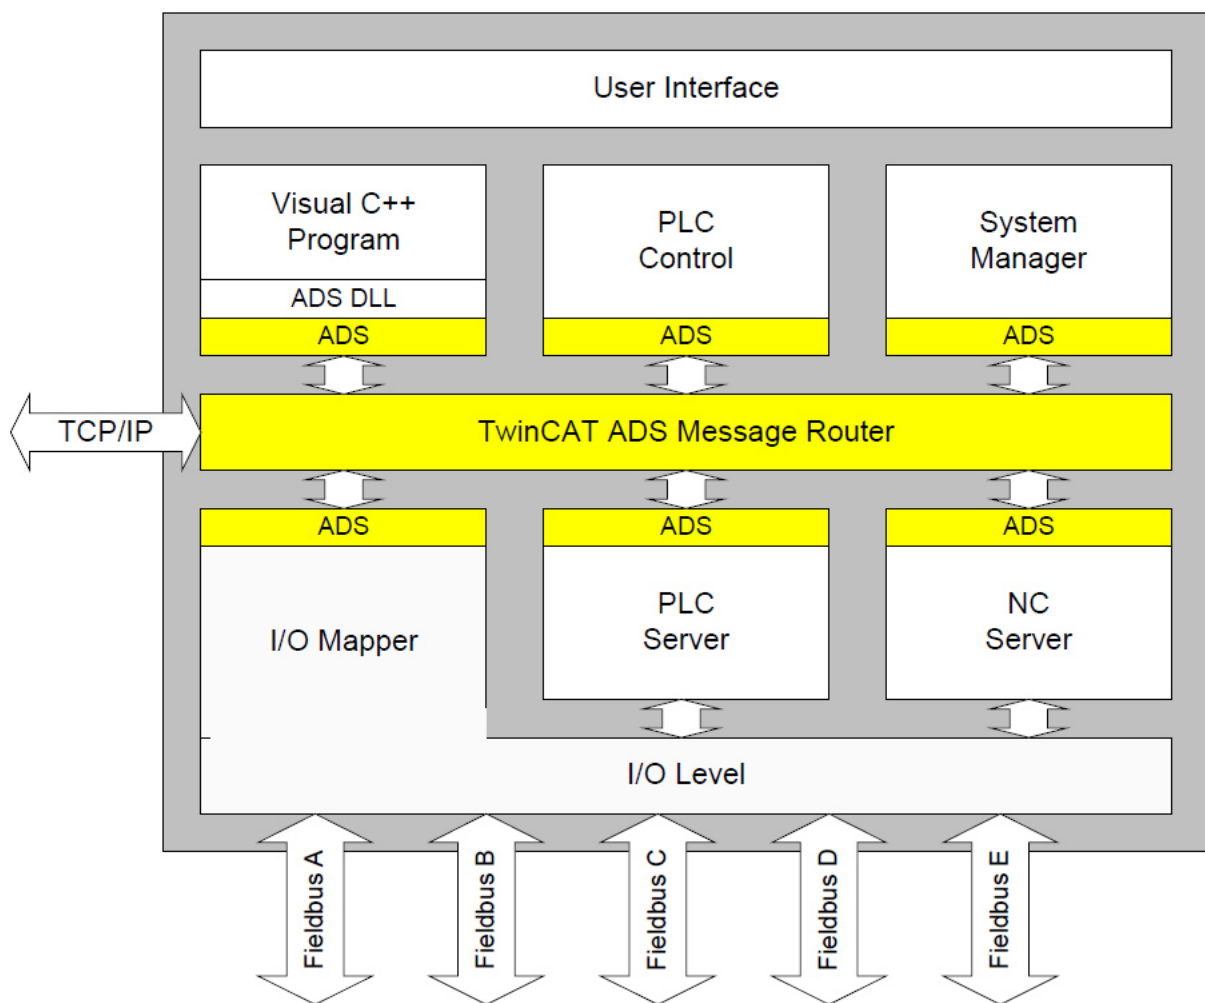 User Interface
Visual C++
Program
ADS DLL
ADS
PLC
Control
ADS
System
Manager
ADS
TCP/IP
TwinCAT ADS Message Router
ADS
I/O Mapper
ADS
PLC
Server
ADS
NC
Server
I/O Level
Fieldbus A
Fieldbus B
Fieldbus C
Fieldbus D
Fieldbus E